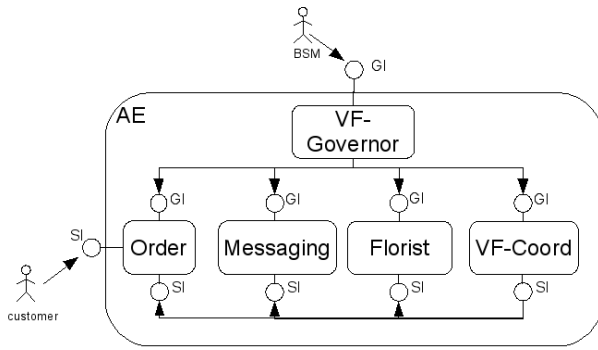 BSM
GI
AE
VF-
Governor
GI
GI
GI
GI
SI
Order
Messaging
Florist
VF-Coord
SI
SI
SI
SI
customer